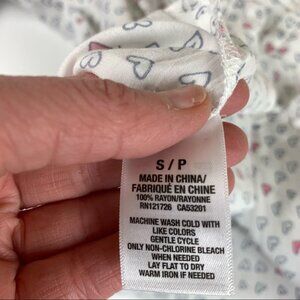 S / P
MADE IN CHINA/
FABRIQUÉ EN CHINE
100% RAYON/RAYONNE
RN121726 CA53201
MACHINE WASH COLD WITH
LIKE COLORS
GENTLE CYCLE
ONLY NON-CHLORINE BLEACH
WHEN NEEDED
LAY FLAT TO DRY
WARM IRON IF NEEDED